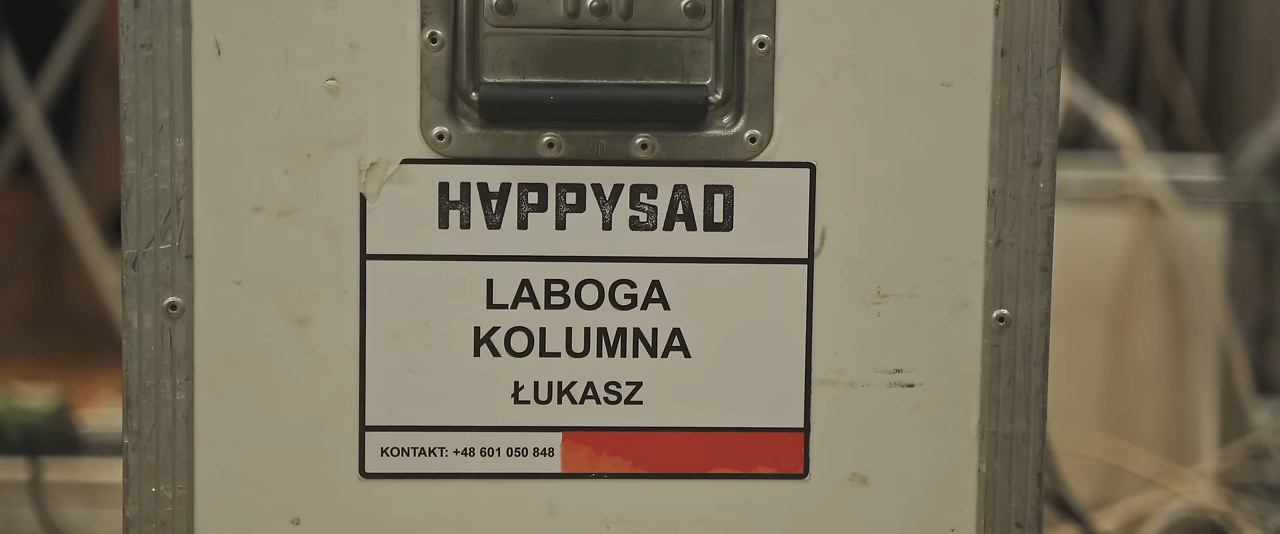 HAPPYSAD
LABOGA
KOLUMNA
ŁUKASZ
KONTAKT: +48 601 050 848